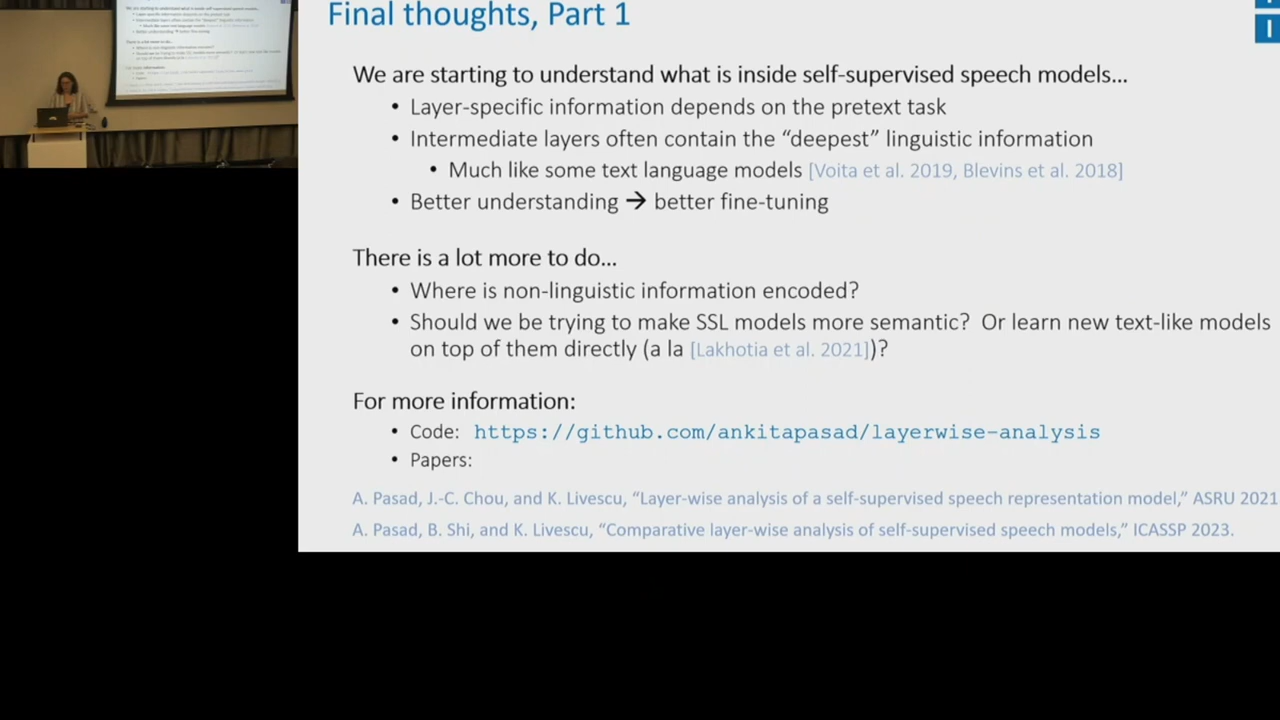 Final thoughts, Part 1
We are starting to understand what is inside self-supervised speech models…
• Layer-specific information depends on the pretext task
• Intermediate layers often contain the “deepest” linguistic information
• Much like some text language models [Voita et al. 2019, Blevins et al. 2018]
• Better understanding → better fine-tuning
There is a lot more to do…
• Where is non-linguistic information encoded?
• Should we be trying to make SSL models more semantic?  Or learn new text-like models
on top of them directly (a la [Lakhotia et al. 2021])?
For more information:
• Code:  https://github.com/ankitapasad/layerwise-analysis
• Papers:
A. Pasad, J.-C. Chou, and K. Livescu, “Layer-wise analysis of a self-supervised speech representation model,” ASRU 2021
A. Pasad, B. Shi, and K. Livescu, “Comparative layer-wise analysis of self-supervised speech models,” ICASSP 2023.